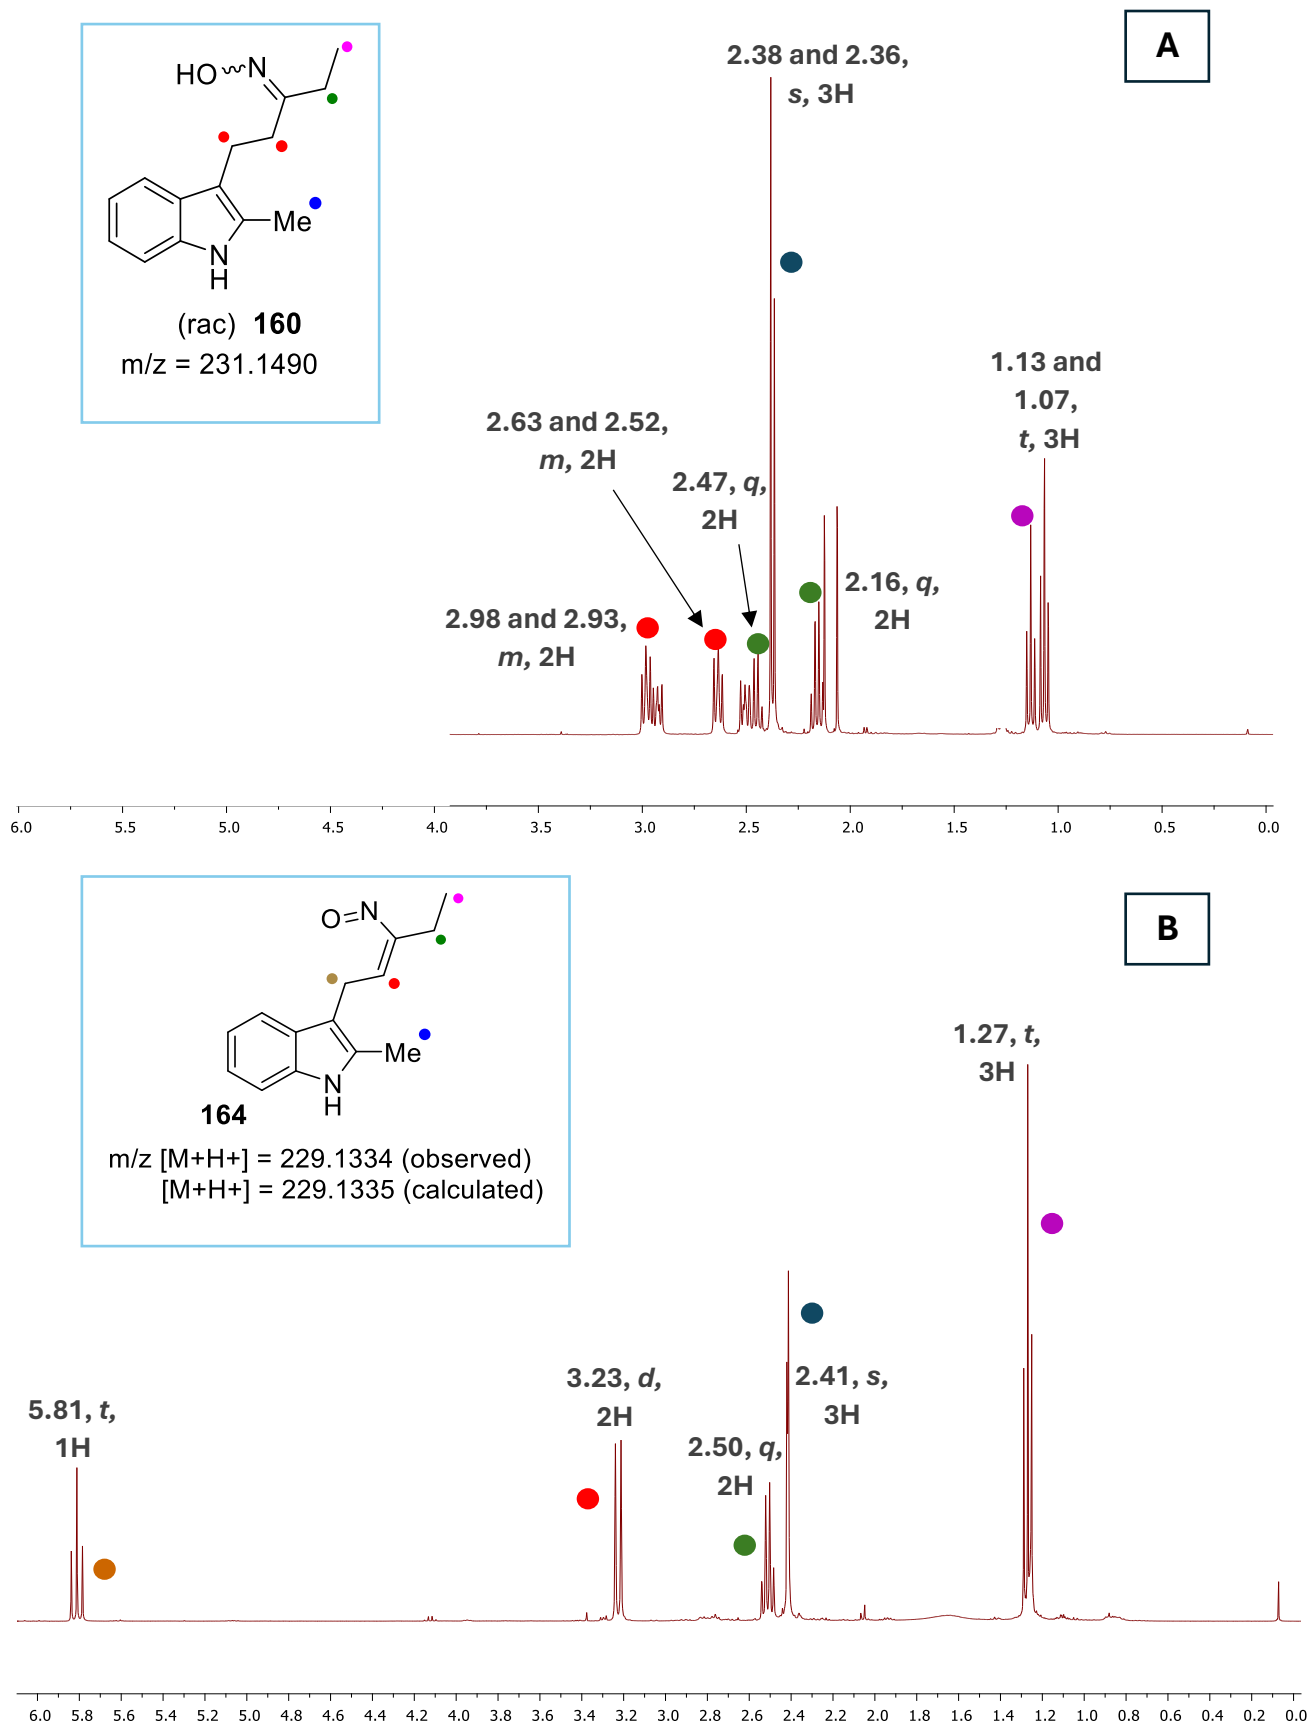 A
2.38 and 2.36,
s, 3H
HO
N
Me
N
H
(rac) 160
m/z = 231.1490
1.13 and
1.07,
t, 3H
2.63 and 2.52,
m, 2H
2.47, q,
2H
2.16, q,
2H
2.98 and 2.93,
m, 2H
6.0 5.5 5.0 4.5 4.0 3.5 3.0 2.5 2.0 1.5 1.0 0.5 0.0
B
O=N
Me
N
H
164
m/z [M+H+] = 229.1334 (observed)
[M+H+] = 229.1335 (calculated)
1.27, t,
3H
3.23, d,
2H
2.41, s,
3H
5.81, t,
1H
2.50, q,
2H
6.0 5.8 5.6 5.4 5.2 5.0 4.8 4.6 4.4 4.2 4.0 3.8 3.6 3.4 3.2 3.0 2.8 2.6 2.4 2.2 2.0 1.8 1.6 1.4 1.2 1.0 0.8 0.6 0.4 0.2 0.0